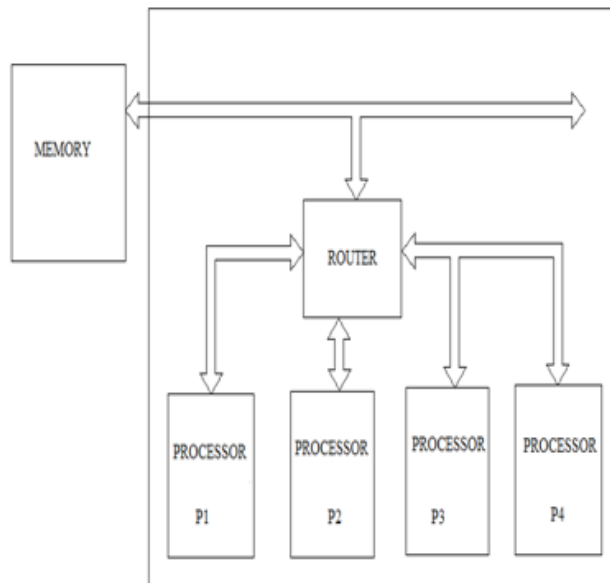 MEMORY
ROUTER
PROCESSOR
P1
PROCESSOR
P2
PROCESSOR
P3
PROCESSOR
P4